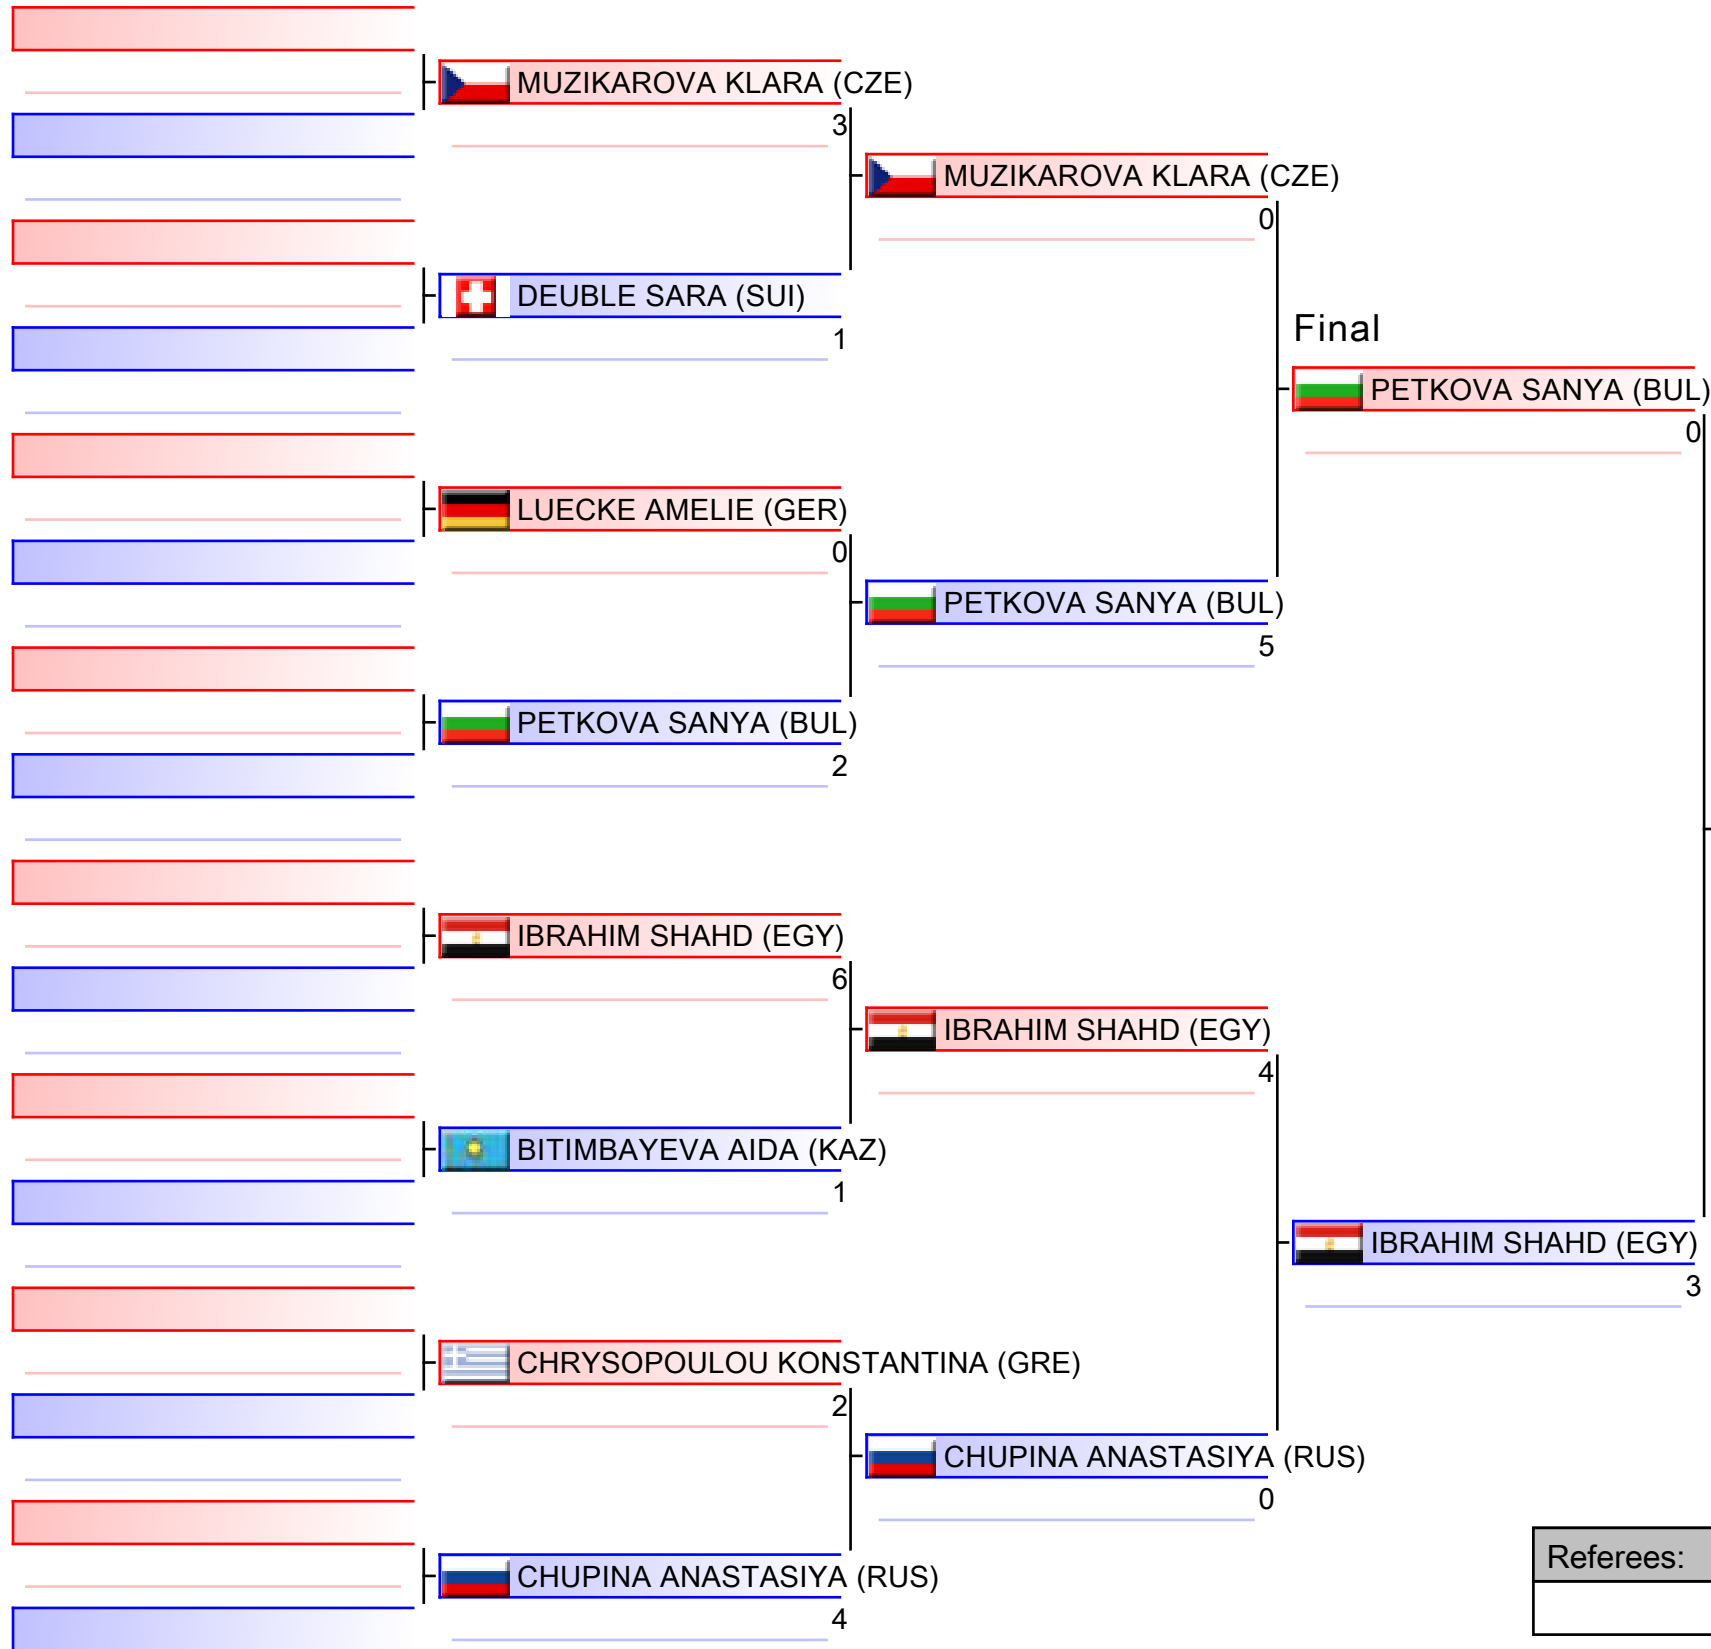 MUZIKAROVA KLARA (CZE)
3
DEUBLE SARA (SUI)
1
LUECKE AMELIE (GER)
0
PETKOVA SANYA (BUL)
2
IBRAHIM SHAHD (EGY)
6
BITIMBAYEVA AIDA (KAZ)
1
CHRYSOPOULOU KONSTANTINA (GRE)
2
CHUPINA ANASTASIYA (RUS)
4
MUZIKAROVA KLARA (CZE)
0
PETKOVA SANYA (BUL)
5
IBRAHIM SHAHD (EGY)
4
CHUPINA ANASTASIYA (RUS)
0
Final
PETKOVA SANYA (BUL)
0
IBRAHIM SHAHD (EGY)
3
Referees: